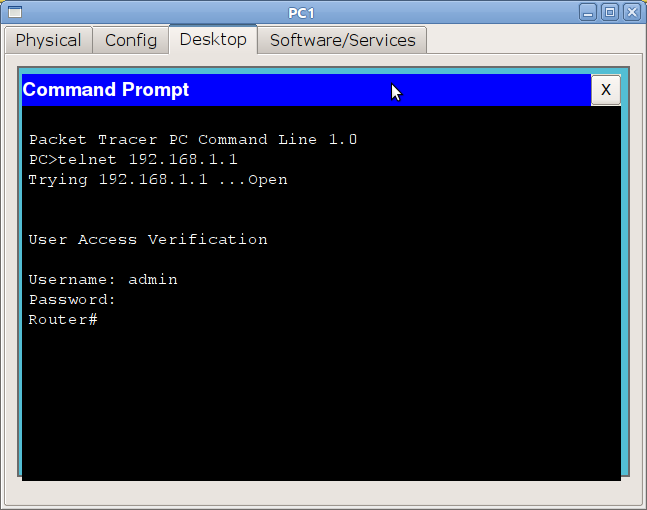 PC1
Physical Config Desktop Software/Services
Command Prompt X
Packet Tracer PC Command Line 1.0
PC>telnet 192.168.1.1
Trying 192.168.1.1 ...Open
User Access Verification
Username: admin
Password:
Router#